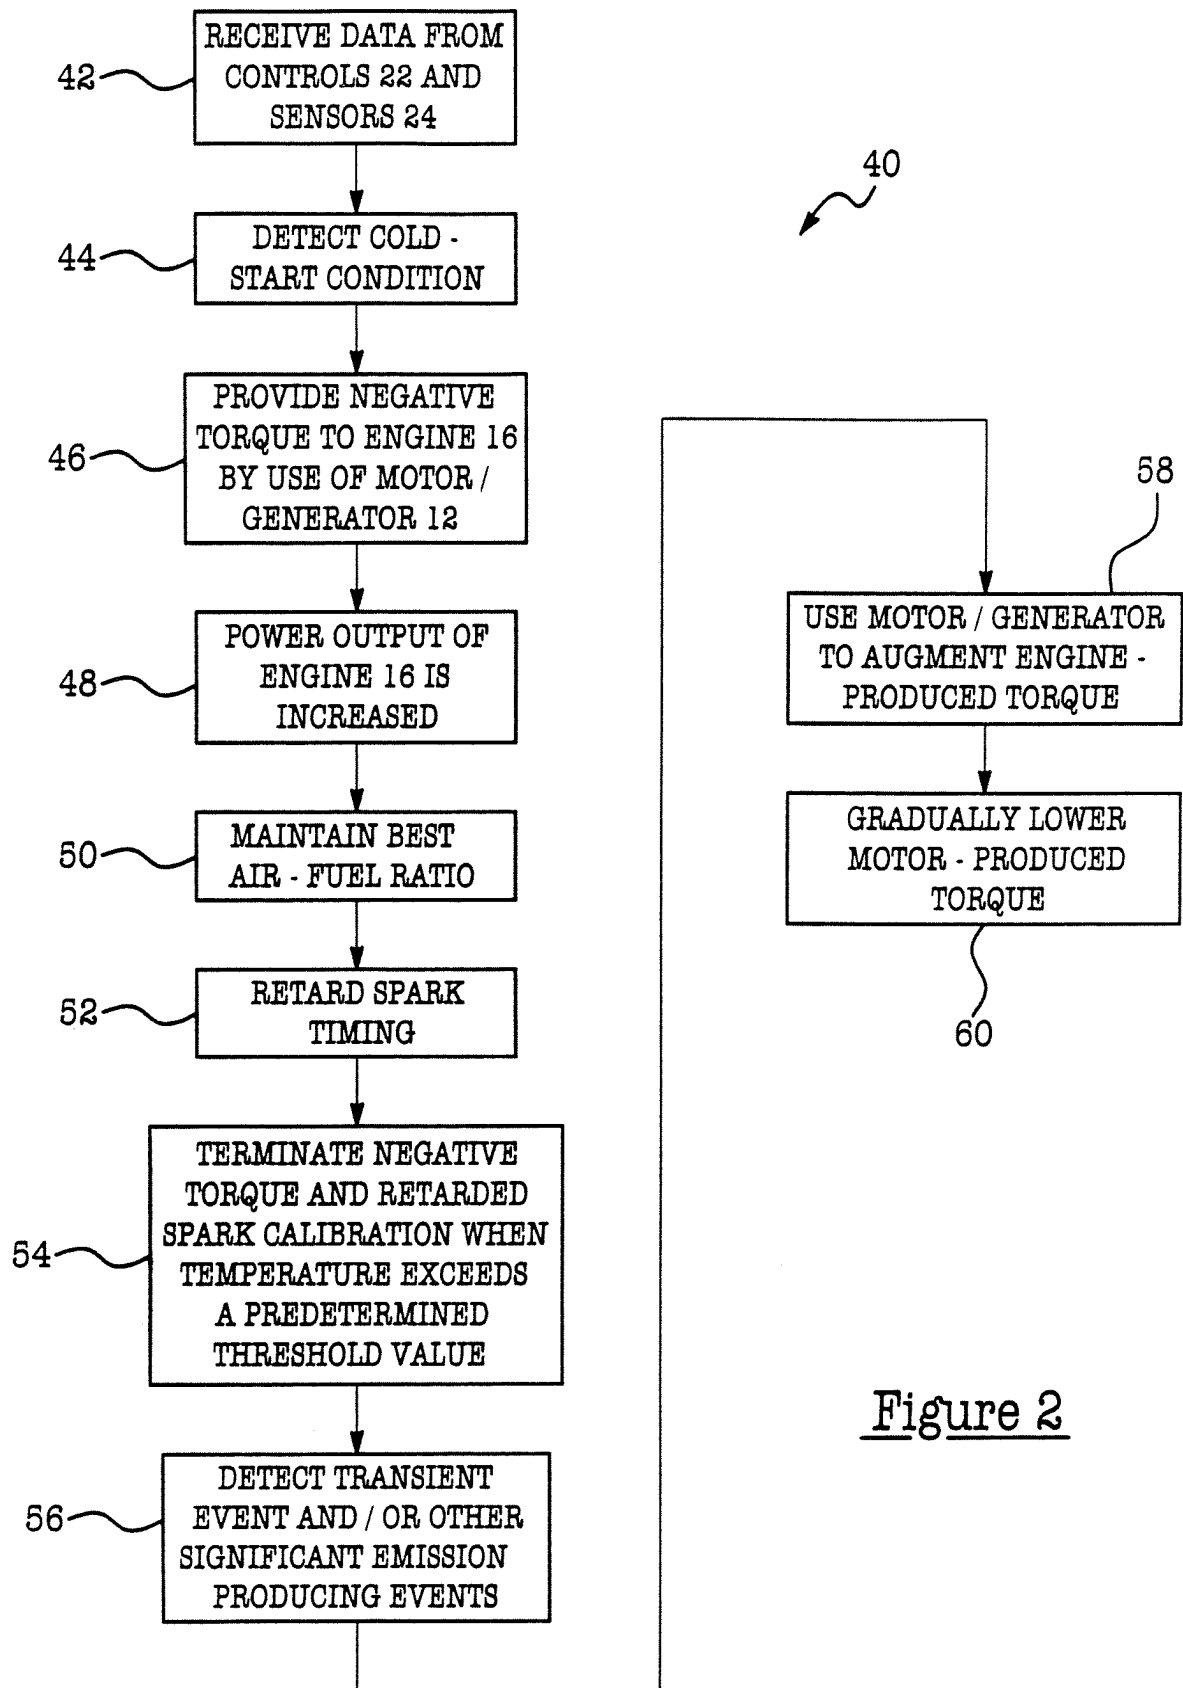 42
RECEIVE DATA FROM
CONTROLS 22 AND
SENSORS 24
44
DETECT COLD -
START CONDITION
46
PROVIDE NEGATIVE
TORQUE TO ENGINE 16
BY USE OF MOTOR /
GENERATOR 12
48
POWER OUTPUT OF
ENGINE 16 IS
INCREASED
50
MAINTAIN BEST
AIR - FUEL RATIO
52
RETARD SPARK
TIMING
54
TERMINATE NEGATIVE
TORQUE AND RETARDED
SPARK CALIBRATION WHEN
TEMPERATURE EXCEEDS
A PREDETERMINED
THRESHOLD VALUE
56
DETECT TRANSIENT
EVENT AND / OR OTHER
SIGNIFICANT EMISSION
PRODUCING EVENTS
40
58
USE MOTOR / GENERATOR
TO AUGMENT ENGINE -
PRODUCED TORQUE
GRADUALLY LOWER
MOTOR - PRODUCED
TORQUE
60
Figure 2